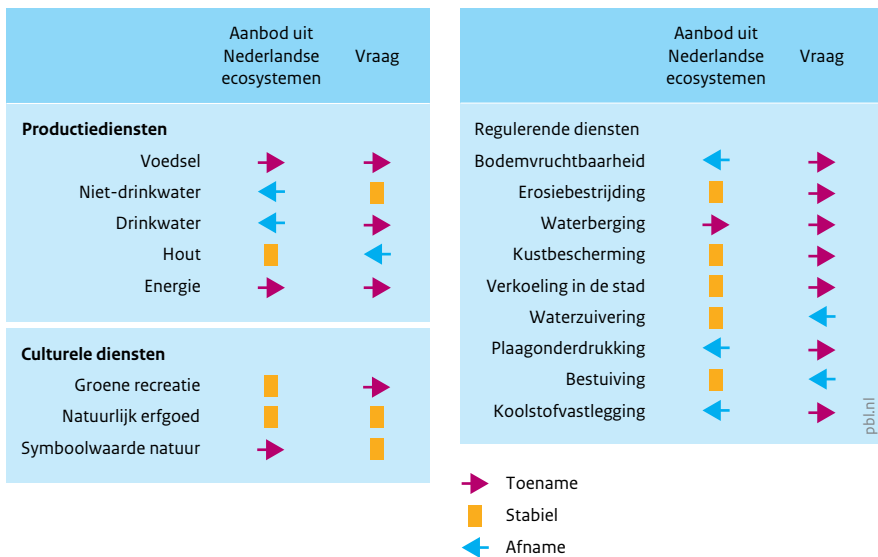 Aanbod uit
Nederlandse
ecosystemen
Vraag
Productiediensten
Voedsel
Niet-drinkwater
Drinkwater
Hout
Energie
Culturele diensten
Groene recreatie
Natuurlijk erfgoed
Symboolwaarde natuur
Aanbod uit
Nederlandse
ecosystemen
Vraag
Regulerende diensten
Bodemvruchtbaarheid
Erosiebestrijding
Waterberging
Kustbescherming
Verkoeling in de stad
Waterzuivering
Plaagonderdrukking
Bestuiving
Koolstofvastlegging
pbl.nl
Toename
Stabiel
Afname